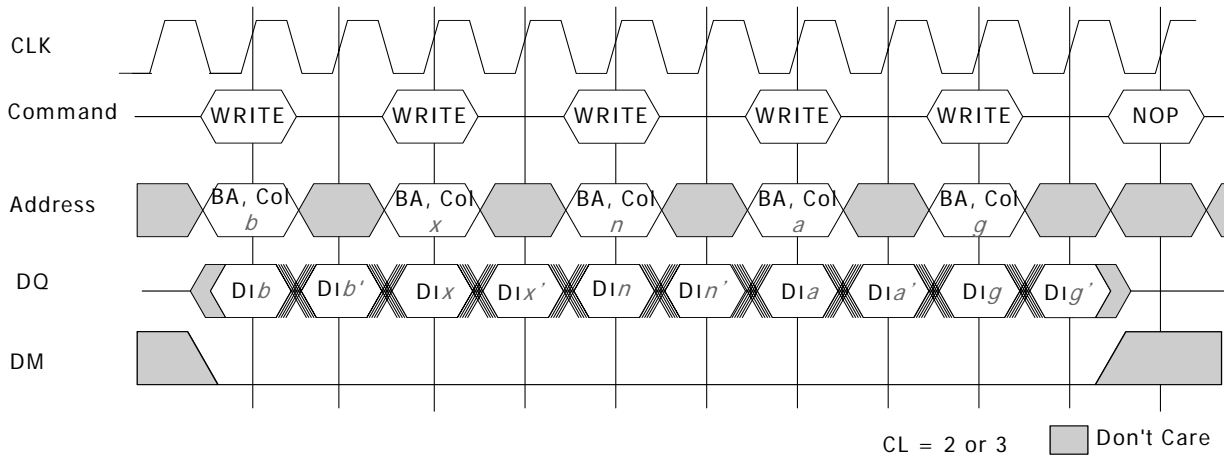 CLK
Command WRITE WRITE WRITE WRITE WRITE NOP
Address BA, Col BA, Col BA, Col BA, Col BA, Col
b x n a g
DQ DIb DIb' DIx DIx’ DIn DIn’ DIa DIa’ DIg DIg’
DM
CL = 2 or 3 Don't Care